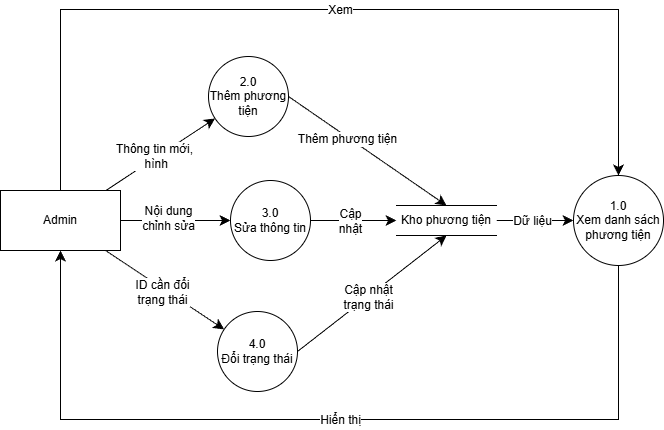 Xem
2.0
Thêm phương
tiện
Thông tin mới,
hình
Thêm phương tiện
Admin
Nội dung
chỉnh sửa
3.0
Sửa thông tin
Cập
nhật
Kho phương tiện
Dữ liệu
1.0
Xem danh sách
phương tiện
ID cần đổi
trạng thái
Cập nhật
trạng thái
4.0
Đổi trạng thái
Hiển thị